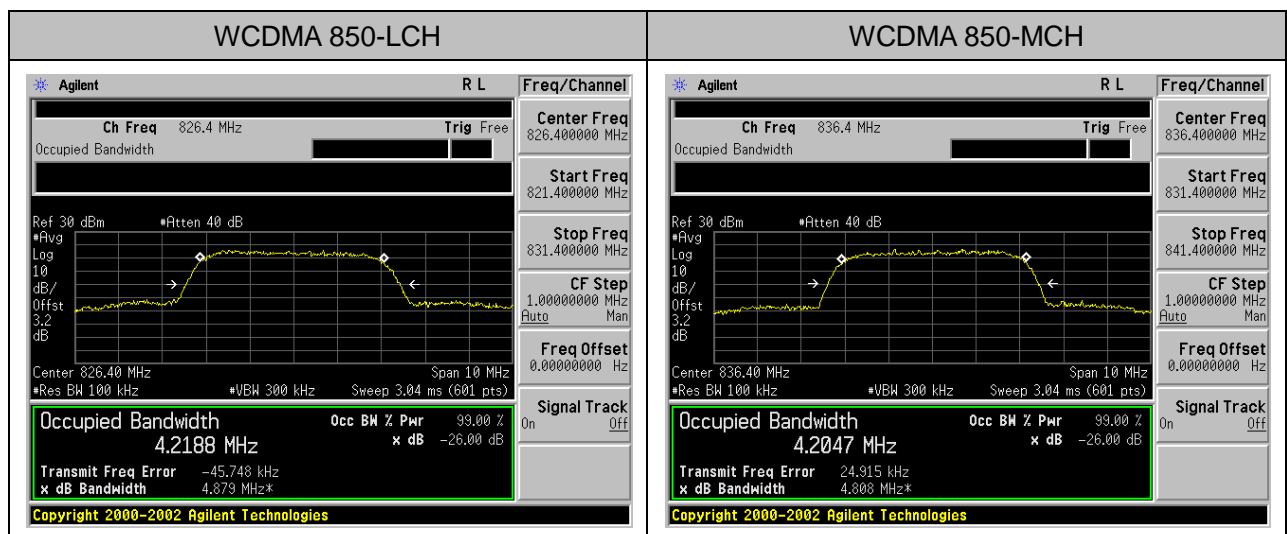 WCDMA 850-LCH
WCDMA 850-MCH
Agilent R L Freq/Channel
Ch Freq 826.4 MHz Trig Free
Occupied Bandwidth
Center Freq
826.400000 MHz
Start Freq
821.400000 MHz
Stop Freq
831.400000 MHz
CF Step
1.00000000 MHz
Auto Man
Freq Offset
0.00000000 Hz
Signal Track
On Off
Ref 30 dBm #Atten 40 dB
#Avg
Log
10
dB/
Offst
3.2
dB
Center 826.40 MHz Span 10 MHz
#Res BW 100 kHz #VBW 300 kHz Sweep 3.04 ms (601 pts)
Occupied Bandwidth Occ BW % Pwr 99.00 %
4.2188 MHz x dB -26.00 dB
Transmit Freq Error -45.748 kHz
x dB Bandwidth 4.879 MHz*
Copyright 2000-2002 Agilent Technologies
Agilent R L Freq/Channel
Ch Freq 836.4 MHz Trig Free
Occupied Bandwidth
Center Freq
836.400000 MHz
Start Freq
831.400000 MHz
Stop Freq
841.400000 MHz
CF Step
1.00000000 MHz
Auto Man
Freq Offset
0.00000000 Hz
Signal Track
On Off
Ref 30 dBm #Atten 40 dB
#Avg
Log
10
dB/
Offst
3.2
dB
Center 836.40 MHz Span 10 MHz
#Res BW 100 kHz #VBW 300 kHz Sweep 3.04 ms (601 pts)
Occupied Bandwidth Occ BW % Pwr 99.00 %
4.2047 MHz x dB -26.00 dB
Transmit Freq Error 24.915 kHz
x dB Bandwidth 4.808 MHz*
Copyright 2000-2002 Agilent Technologies